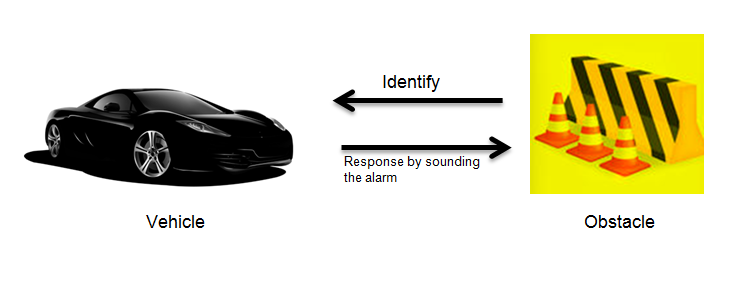 Identify
Response by sounding
the alarm
Vehicle
Obstacle